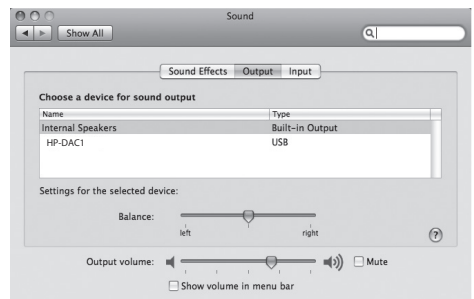 Sound
Show All
Sound Effects Output Input
Choose a device for sound output
Name Type
Internal Speakers Built-in Output
HP-DAC1 USB
Settings for the selected device:
Balance:
left right
?
Output volume: Mute
Show volume in menu bar